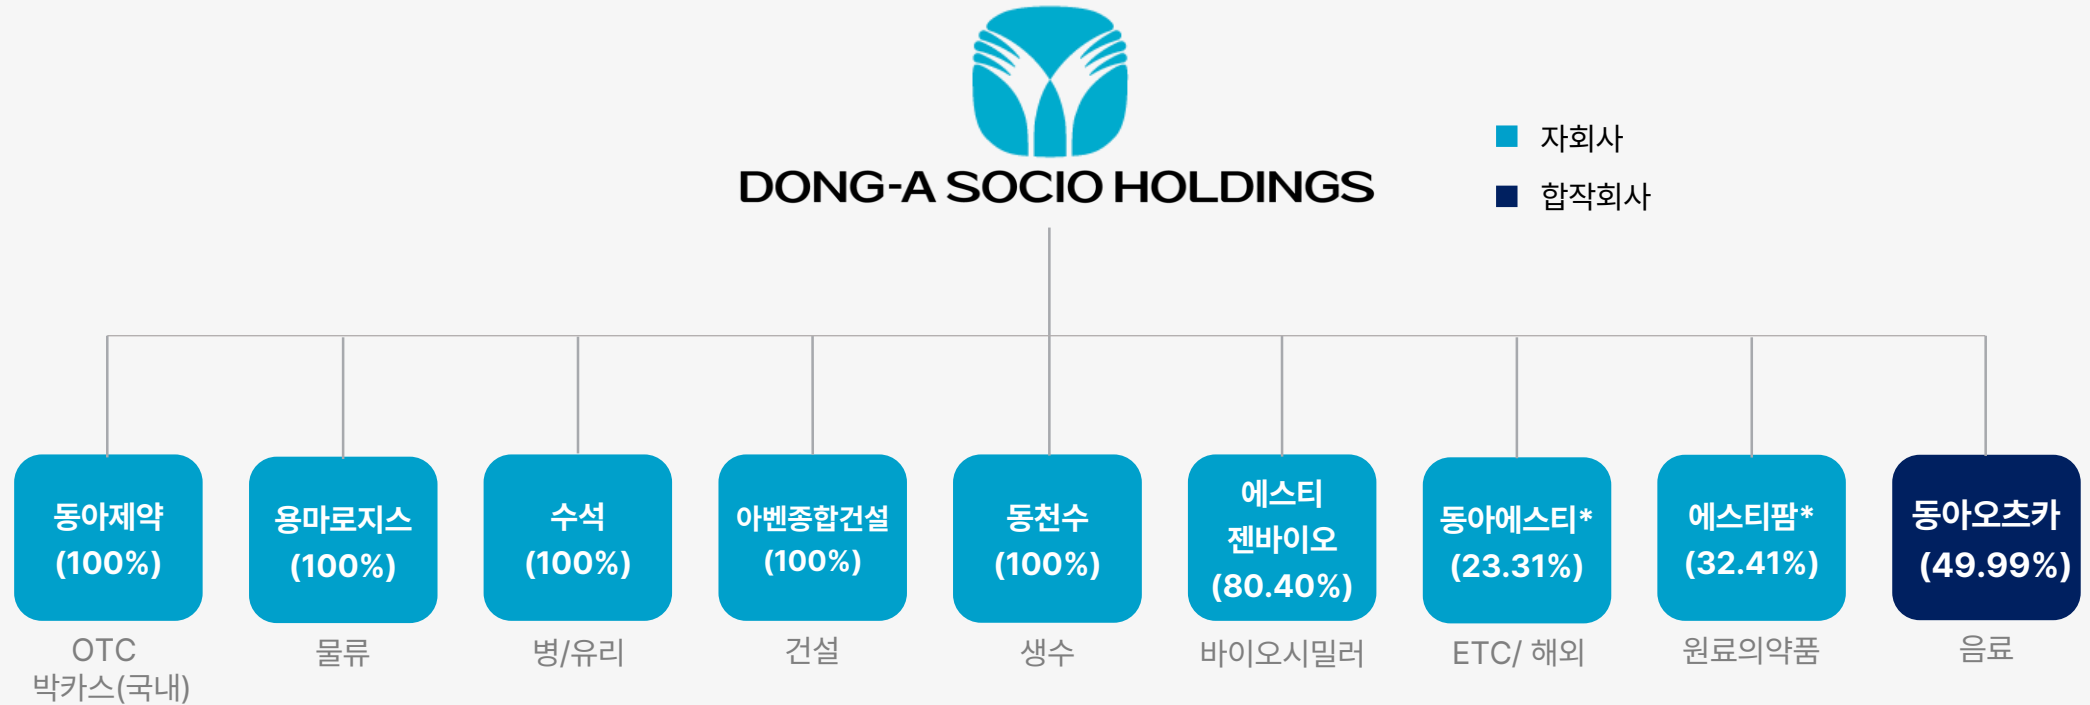 DONG-A SOCIO HOLDINGS
자회사
합작회사
동아제약
(100%)
OTC
박카스(국내)
용마로지스
(100%)
물류
수석
(100%)
병/유리
아벤종합건설
(100%)
건설
동천수
(100%)
생수
에스티
젠바이오
(80.40%)
바이오시밀러
동아에스티*
(23.31%)
ETC/ 해외
에스티팜*
(32.41%)
원료의약품
동아오츠카
(49.99%)
음료